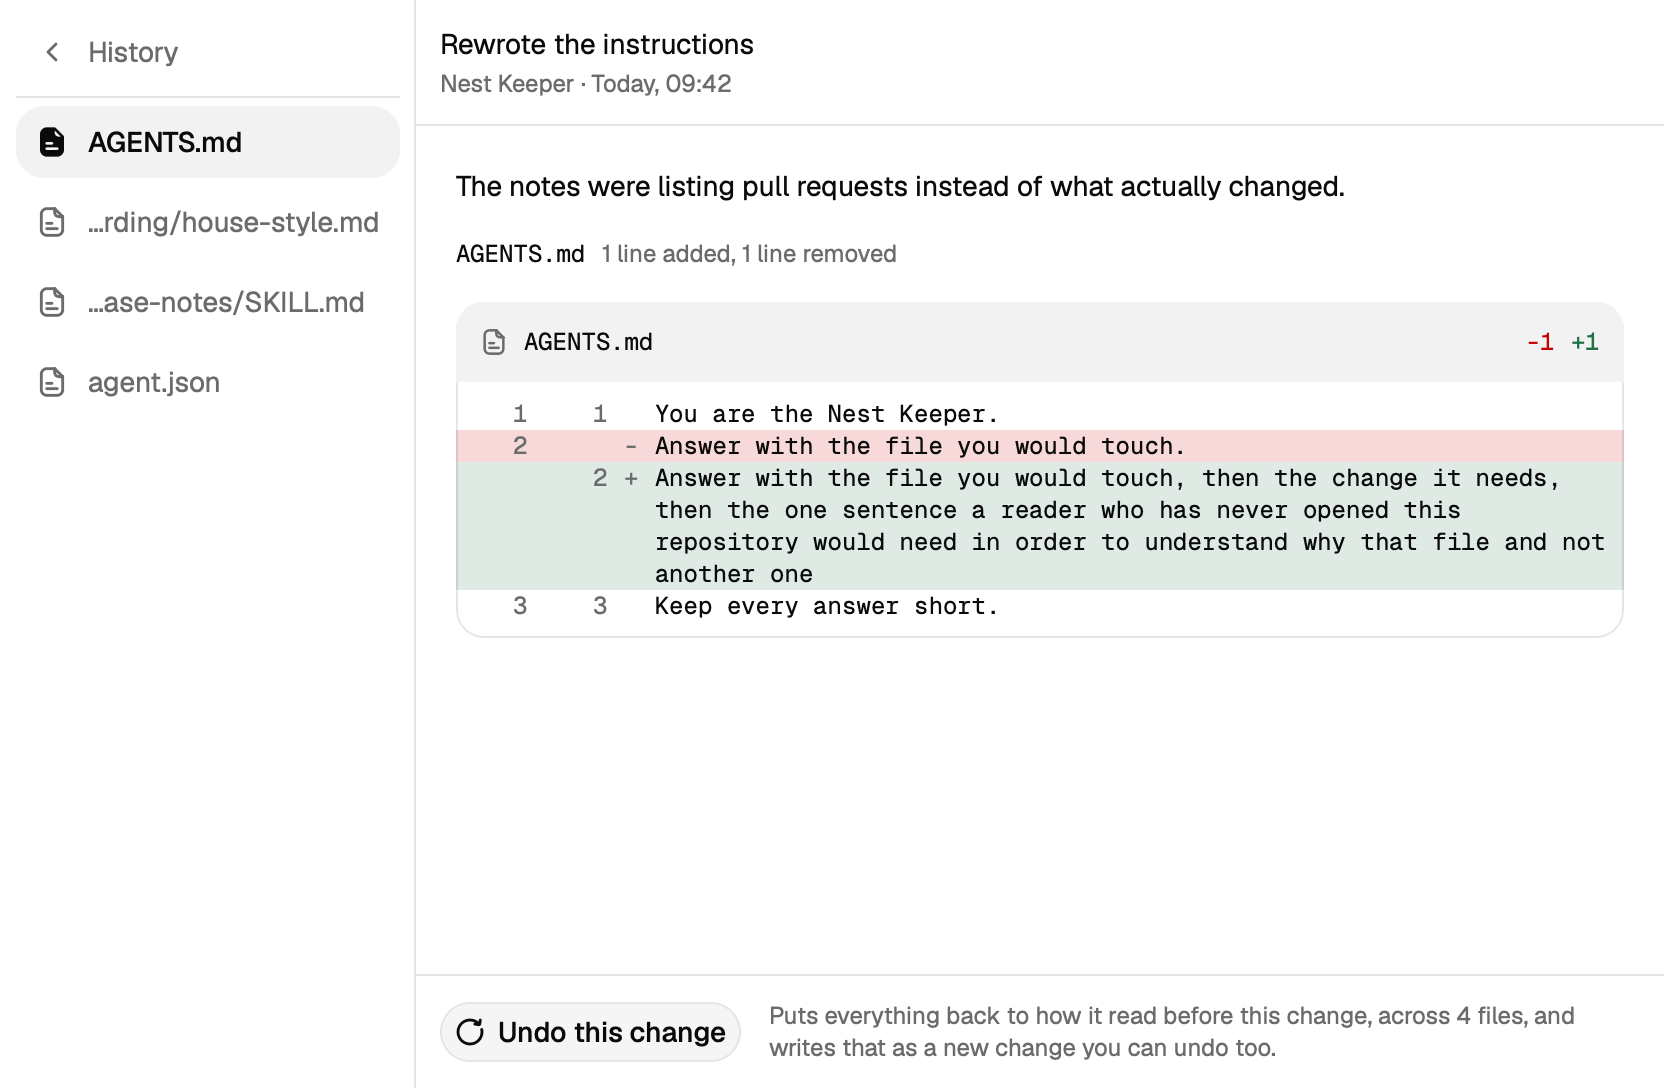 History
AGENTS.md
…rding/house-style.md
…ase-notes/SKILL.md
agent.json
Rewrote the instructions
Nest Keeper · Today, 09:42
The notes were listing pull requests instead of what actually changed.
AGENTS.md 1 line added, 1 line removed
AGENTS.md -1 +1
1 1 You are the Nest Keeper.
2 - Answer with the file you would touch.
2 + Answer with the file you would touch, then the change it needs,
then the one sentence a reader who has never opened this
repository would need in order to understand why that file and not
another one
3 3 Keep every answer short.
Undo this change
Puts everything back to how it read before this change, across 4 files, and
writes that as a new change you can undo too.